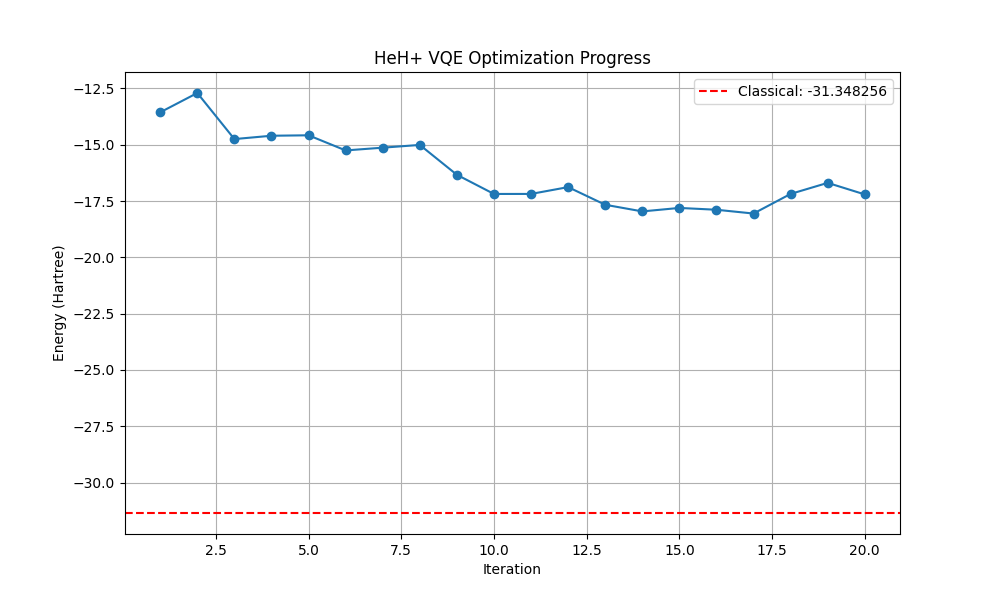 HeH+ VQE Optimization Progress
Classical: -31.348256
Energy (Hartree)
−12.5
−15.0
−17.5
−20.0
−22.5
−25.0
−27.5
−30.0
2.5 5.0 7.5 10.0 12.5 15.0 17.5 20.0
Iteration